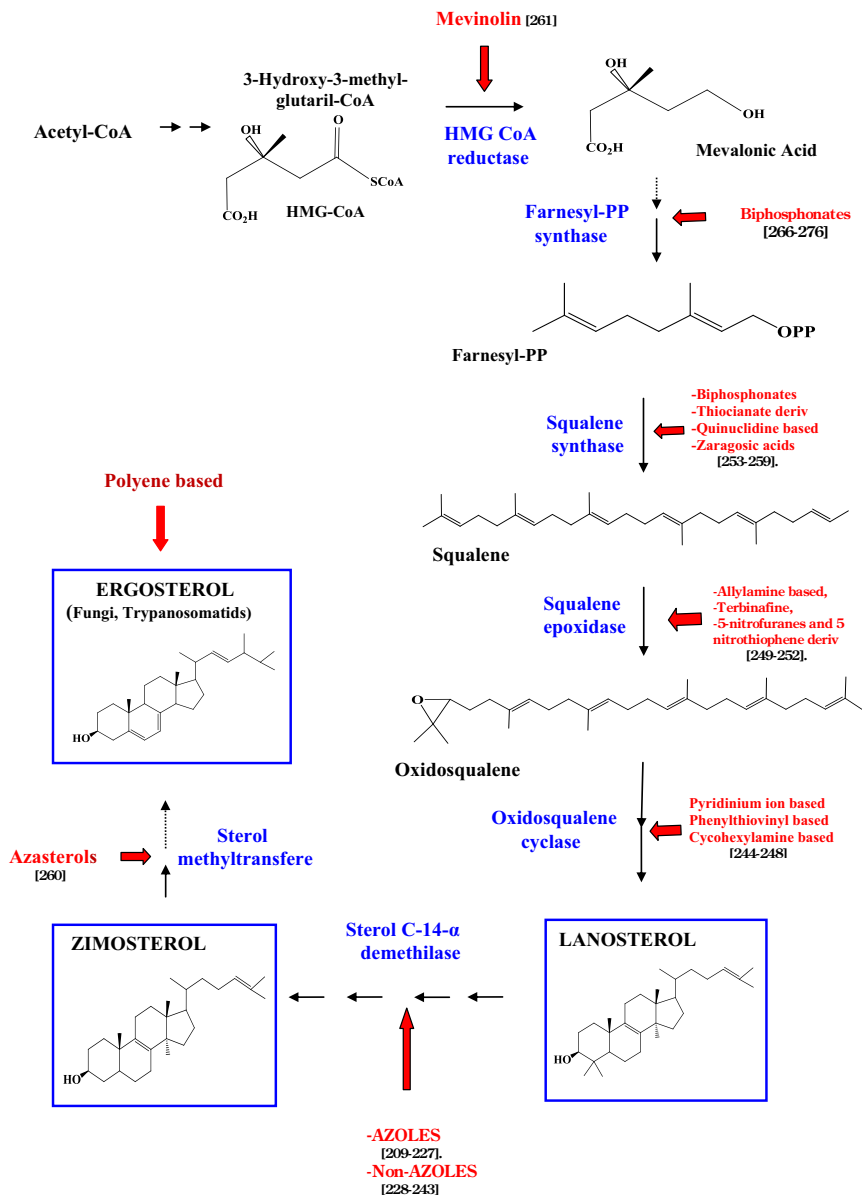 Mevinolin [261]
3-Hydroxy-3-methyl-
glutaril-CoA
Acetyl-CoA
OH
O
SCoA
CO₂H
HMG-CoA
HMG CoA
reductase
OH
OH
CO₂H
Mevalonic Acid
Farnesyl-PP
synthase
Biphosphonates
[266-276]
OPP
Farnesyl-PP
Squalene
synthase
-Biphosphonates
-Thiocianate deriv
-Quinuclidine based
-Zaragosic acids
[253-259].
Squalene
Squalene
epoxidase
-Allylamine based,
-Terbinafine,
-5-nitrofuranes and 5
nitrothiophene deriv
[249-252].
O
Oxidosqualene
Oxidosqualene
cyclase
Pyridinium ion based
Phenylthiovinyl based
Cycohexylamine based
[244-248]
LANOSTEROL
HO
Sterol C-14-α
demethilase
-AZOLES
[209-227].
-Non-AZOLES
[228-243]
ZIMOSTEROL
HO
Sterol
methyltransfere
Azasterols
[260]
Polyene based
ERGOSTEROL
(Fungi, Trypanosomatids)
HO